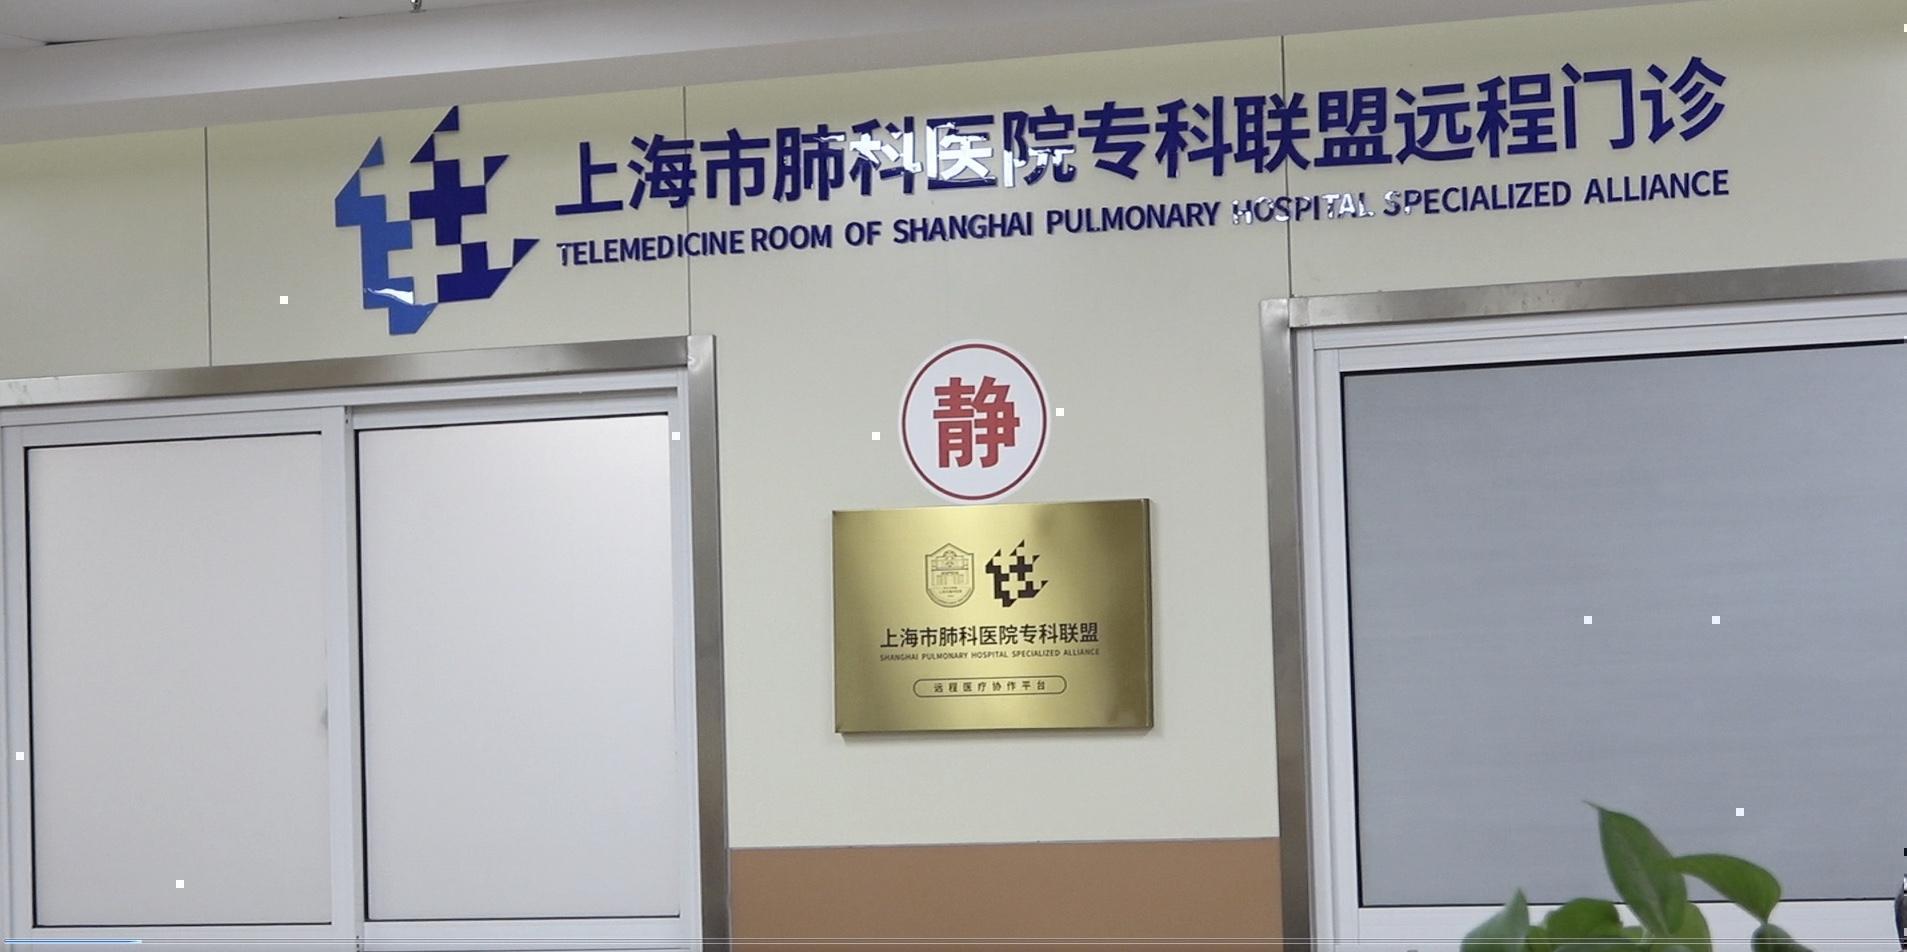 上海市肺科医院专科联盟远程门诊
TELEMEDICINE ROOM OF SHANGHAI PULMONARY HOSPITAL SPECIALIZED ALLIANCE
静
上海市肺科医院专科联盟
SHANGHAI PULMONARY HOSPITAL SPECIALIZED ALLIANCE
远程医疗协作平台